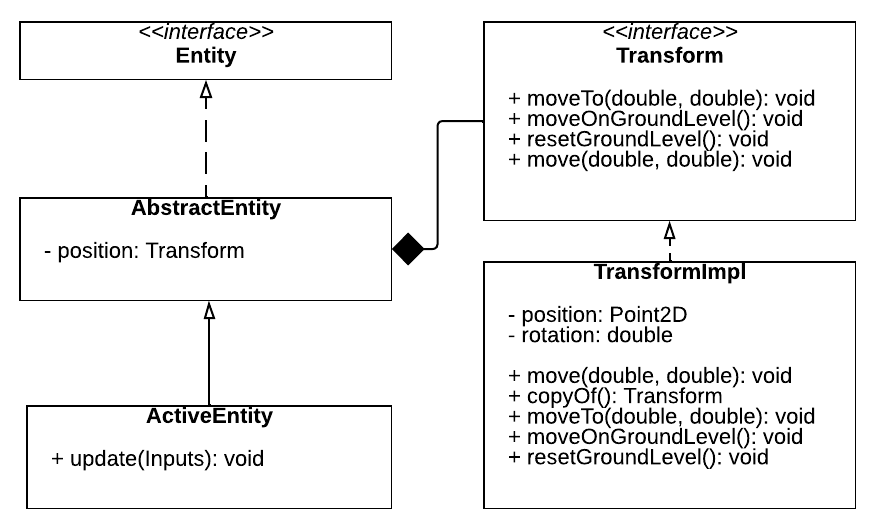 <<interface>>
Entity
AbstractEntity
- position: Transform
ActiveEntity
+ update(Inputs): void
<<interface>>
Transform
+ moveTo(double, double): void
+ moveOnGroundLevel(): void
+ resetGroundLevel(): void
+ move(double, double): void
TransformImpl
- position: Point2D
- rotation: double
+ move(double, double): void
+ copyOf(): Transform
+ moveTo(double, double): void
+ moveOnGroundLevel(): void
+ resetGroundLevel(): void